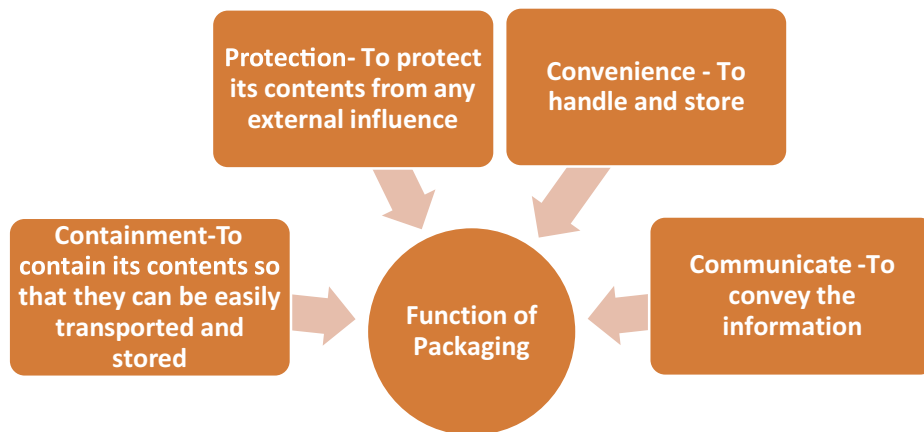 Protection- To protect
its contents from any
external influence
Convenience - To
handle and store
Containment-To
contain its contents so
that they can be easily
transported and
stored
Communicate -To
convey the
information
Function of
Packaging